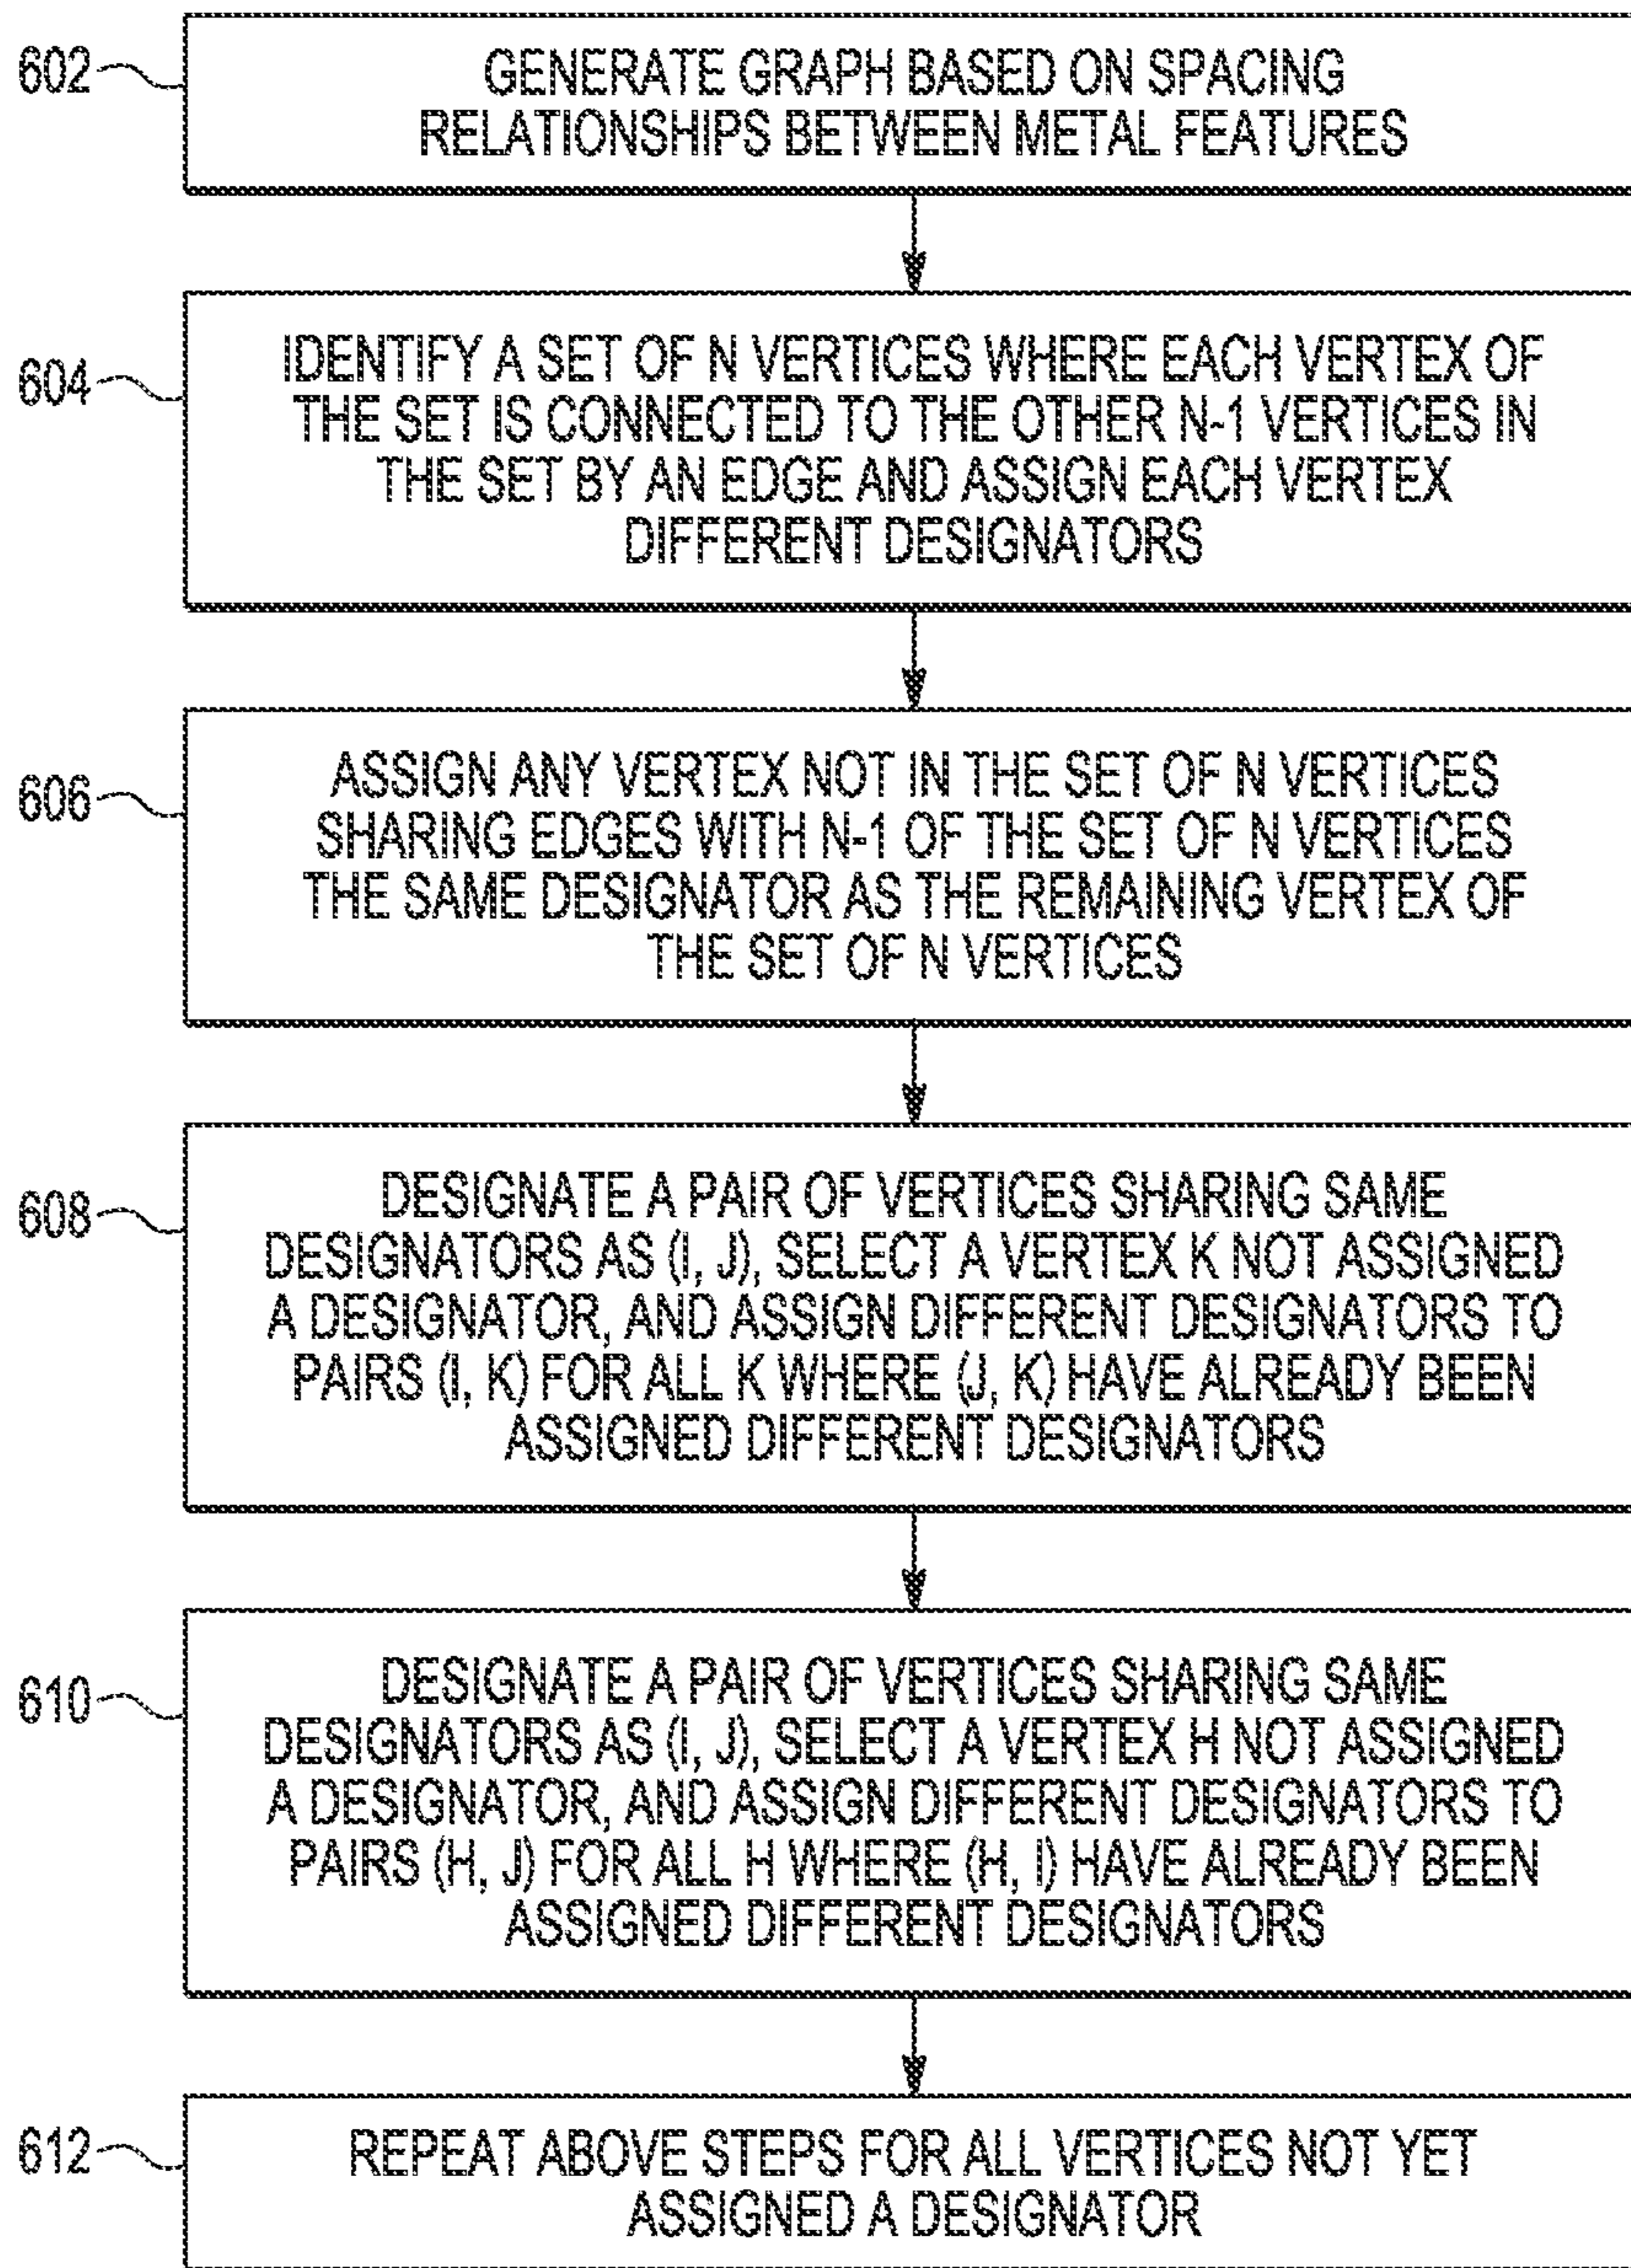 602
GENERATE GRAPH BASED ON SPACING
RELATIONSHIPS BETWEEN METAL FEATURES
604
IDENTIFY A SET OF N VERTICES WHERE EACH VERTEX OF
THE SET IS CONNECTED TO THE OTHER N-1 VERTICES IN
THE SET BY AN EDGE AND ASSIGN EACH VERTEX
DIFFERENT DESIGNATORS
606
ASSIGN ANY VERTEX NOT IN THE SET OF N VERTICES
SHARING EDGES WITH N-1 OF THE SET OF N VERTICES
THE SAME DESIGNATOR AS THE REMAINING VERTEX OF
THE SET OF N VERTICES
608
DESIGNATE A PAIR OF VERTICES SHARING SAME
DESIGNATORS AS (I, J), SELECT A VERTEX K NOT ASSIGNED
A DESIGNATOR, AND ASSIGN DIFFERENT DESIGNATORS TO
PAIRS (I, K) FOR ALL K WHERE (J, K) HAVE ALREADY BEEN
ASSIGNED DIFFERENT DESIGNATORS
610
DESIGNATE A PAIR OF VERTICES SHARING SAME
DESIGNATORS AS (I, J), SELECT A VERTEX H NOT ASSIGNED
A DESIGNATOR, AND ASSIGN DIFFERENT DESIGNATORS TO
PAIRS (H, J) FOR ALL H WHERE (H, I) HAVE ALREADY BEEN
ASSIGNED DIFFERENT DESIGNATORS
612
REPEAT ABOVE STEPS FOR ALL VERTICES NOT YET
ASSIGNED A DESIGNATOR